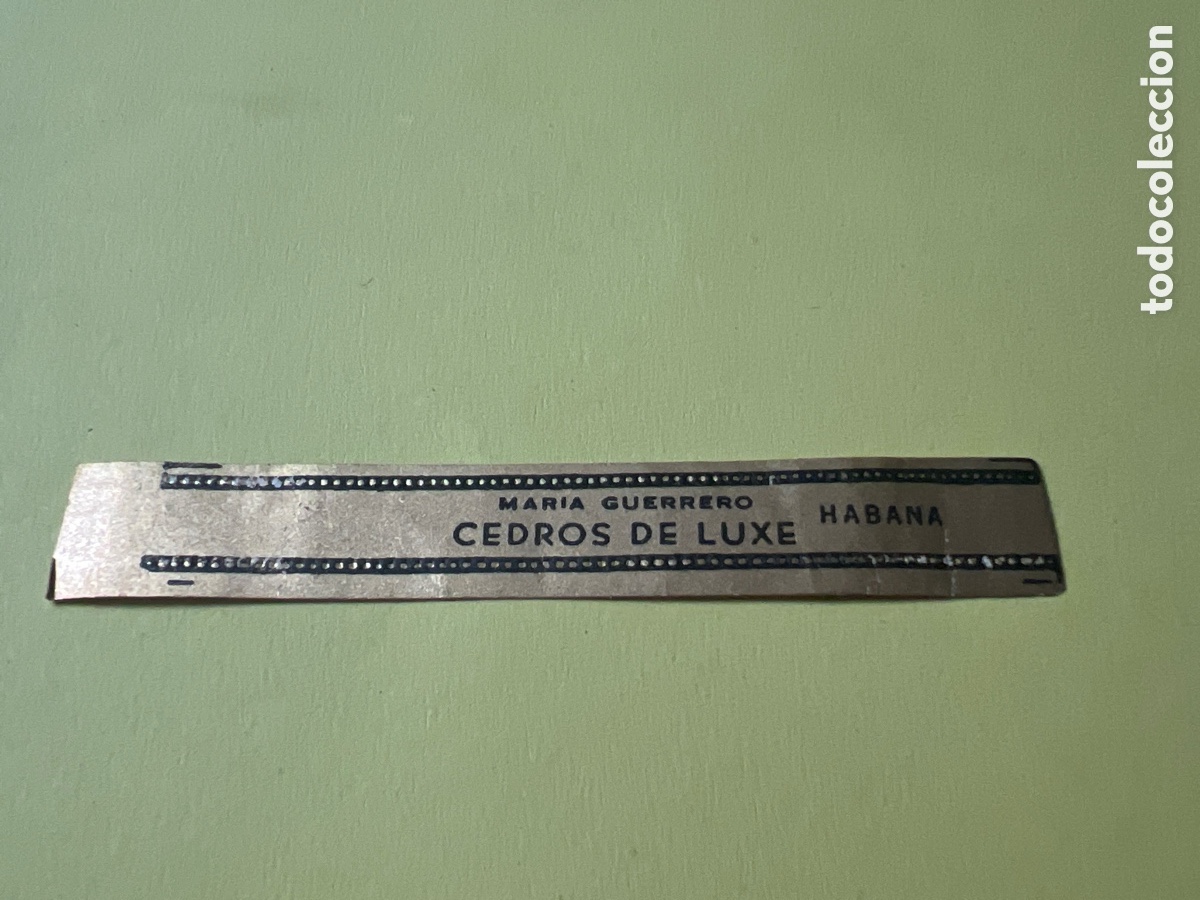 MARIA GUERRERO
CEDROS DE LUXE HABANA
todocoleccion